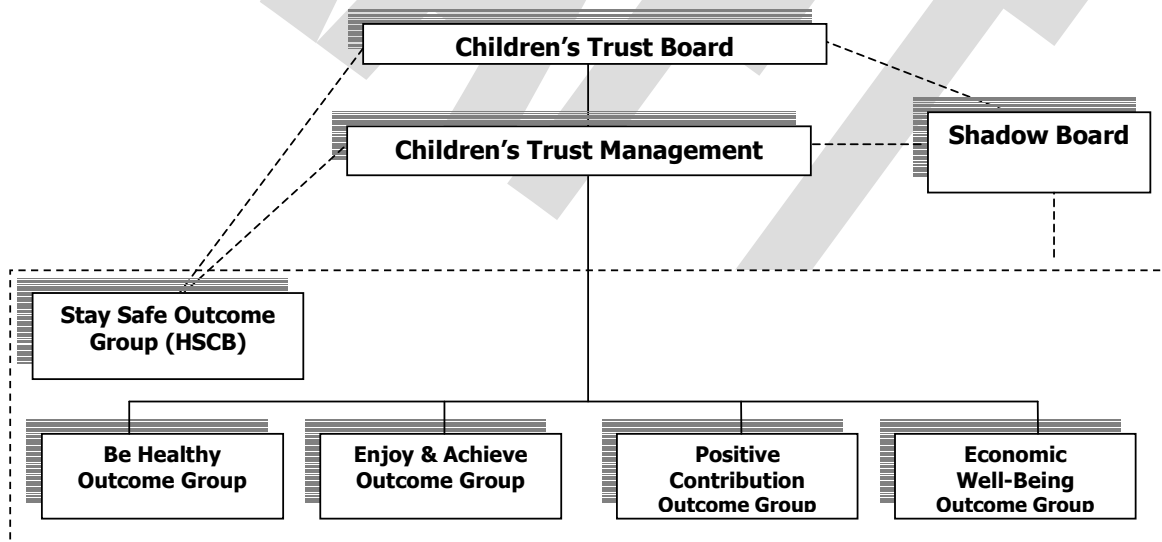 Children's Trust Board
Children's Trust Management
Shadow Board
Stay Safe Outcome
Group (HSCB)
Be Healthy
Outcome Group
Enjoy & Achieve
Outcome Group
Positive
Contribution
Outcome Group
Economic
Well-Being
Outcome Group